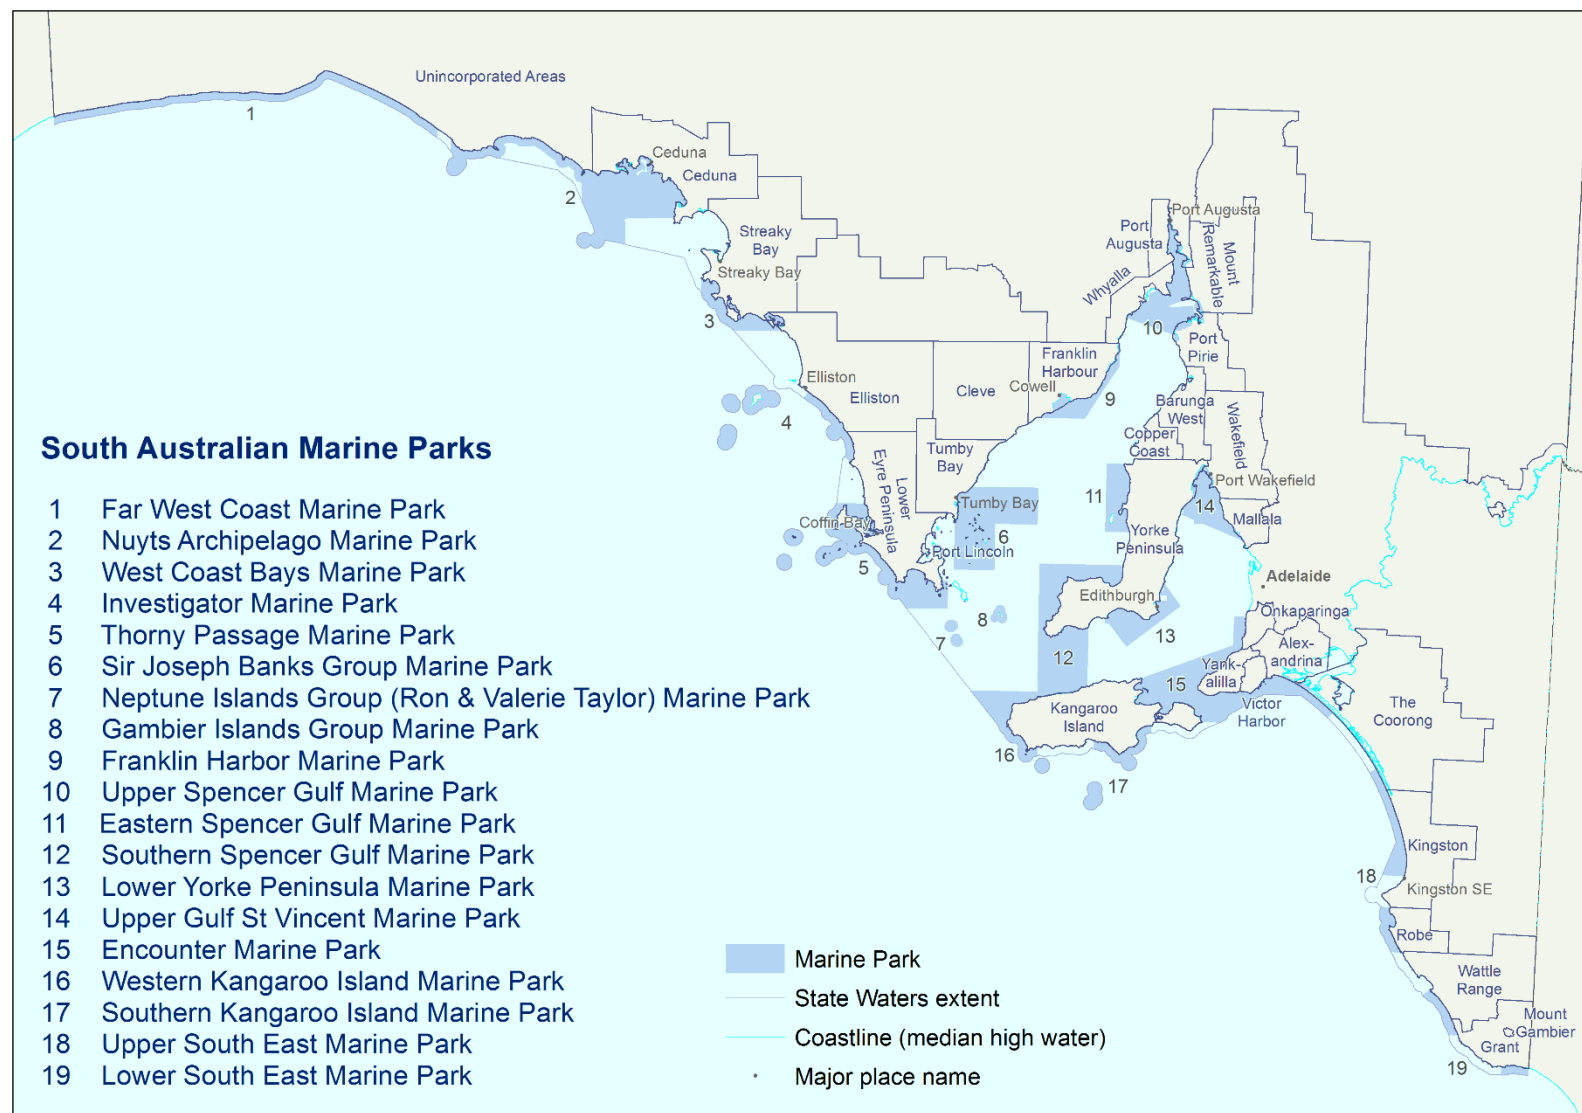 Unincorporated Areas
1
Ceduna
Ceduna
2
Port Augusta
Port
Augusta
Mount
Remarkable
Streaky
Bay
Streaky Bay
Whyalla
3
10
Port
Pirie
Franklin
Harbour
Elliston
Elliston
Cleve
Cowell
9
Barunga
West
Wakefield
4
Copper
Coast
Tumby
Bay
Lower
Eyre Peninsula
Port Wakefield
11
14
Mallala
Tumby Bay
Coffin Bay
6
Port Lincoln
Yorke
Peninsula
5
Adelaide
Edithburgh
Onkaparinga
8
7
13
12
Alex-
andrina
Yank-
alilla
15
Kangaroo
Island
Victor
Harbor
The
Coorong
16
17
Kingston
18
Kingston SE
Robe
Wattle
Range
Mount
Gambier
Grant
19
South Australian Marine Parks
1 Far West Coast Marine Park
2 Nuyts Archipelago Marine Park
3 West Coast Bays Marine Park
4 Investigator Marine Park
5 Thorny Passage Marine Park
6 Sir Joseph Banks Group Marine Park
7 Neptune Islands Group (Ron & Valerie Taylor) Marine Park
8 Gambier Islands Group Marine Park
9 Franklin Harbor Marine Park
10 Upper Spencer Gulf Marine Park
11 Eastern Spencer Gulf Marine Park
12 Southern Spencer Gulf Marine Park
13 Lower Yorke Peninsula Marine Park
14 Upper Gulf St Vincent Marine Park
15 Encounter Marine Park
16 Western Kangaroo Island Marine Park
17 Southern Kangaroo Island Marine Park
18 Upper South East Marine Park
19 Lower South East Marine Park
Marine Park
State Waters extent
Coastline (median high water)
Major place name